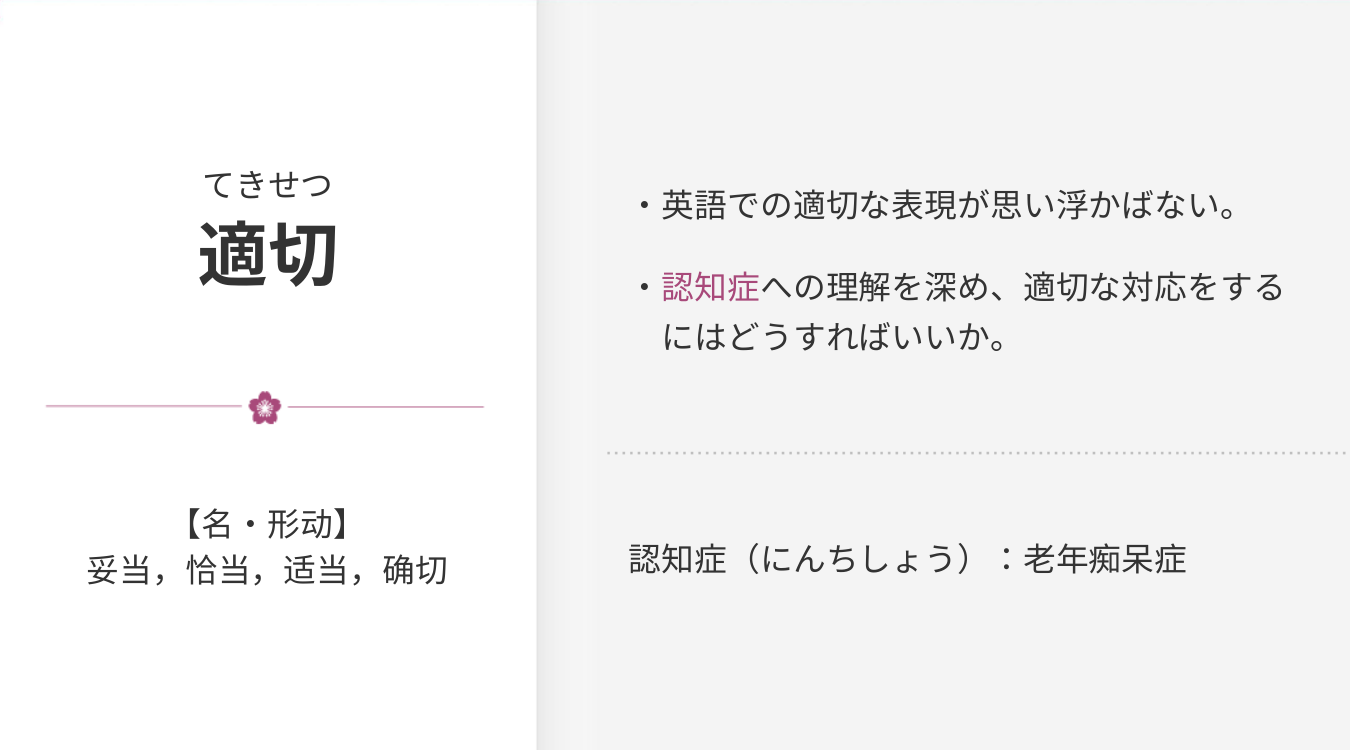 てきせつ
適切
【名・形动】
妥当，恰当，适当，确切
・英語での適切な表現が思い浮かばない。
・認知症への理解を深め、適切な対応をする
にはどうすればいいか。
認知症（にんちしょう）：老年痴呆症